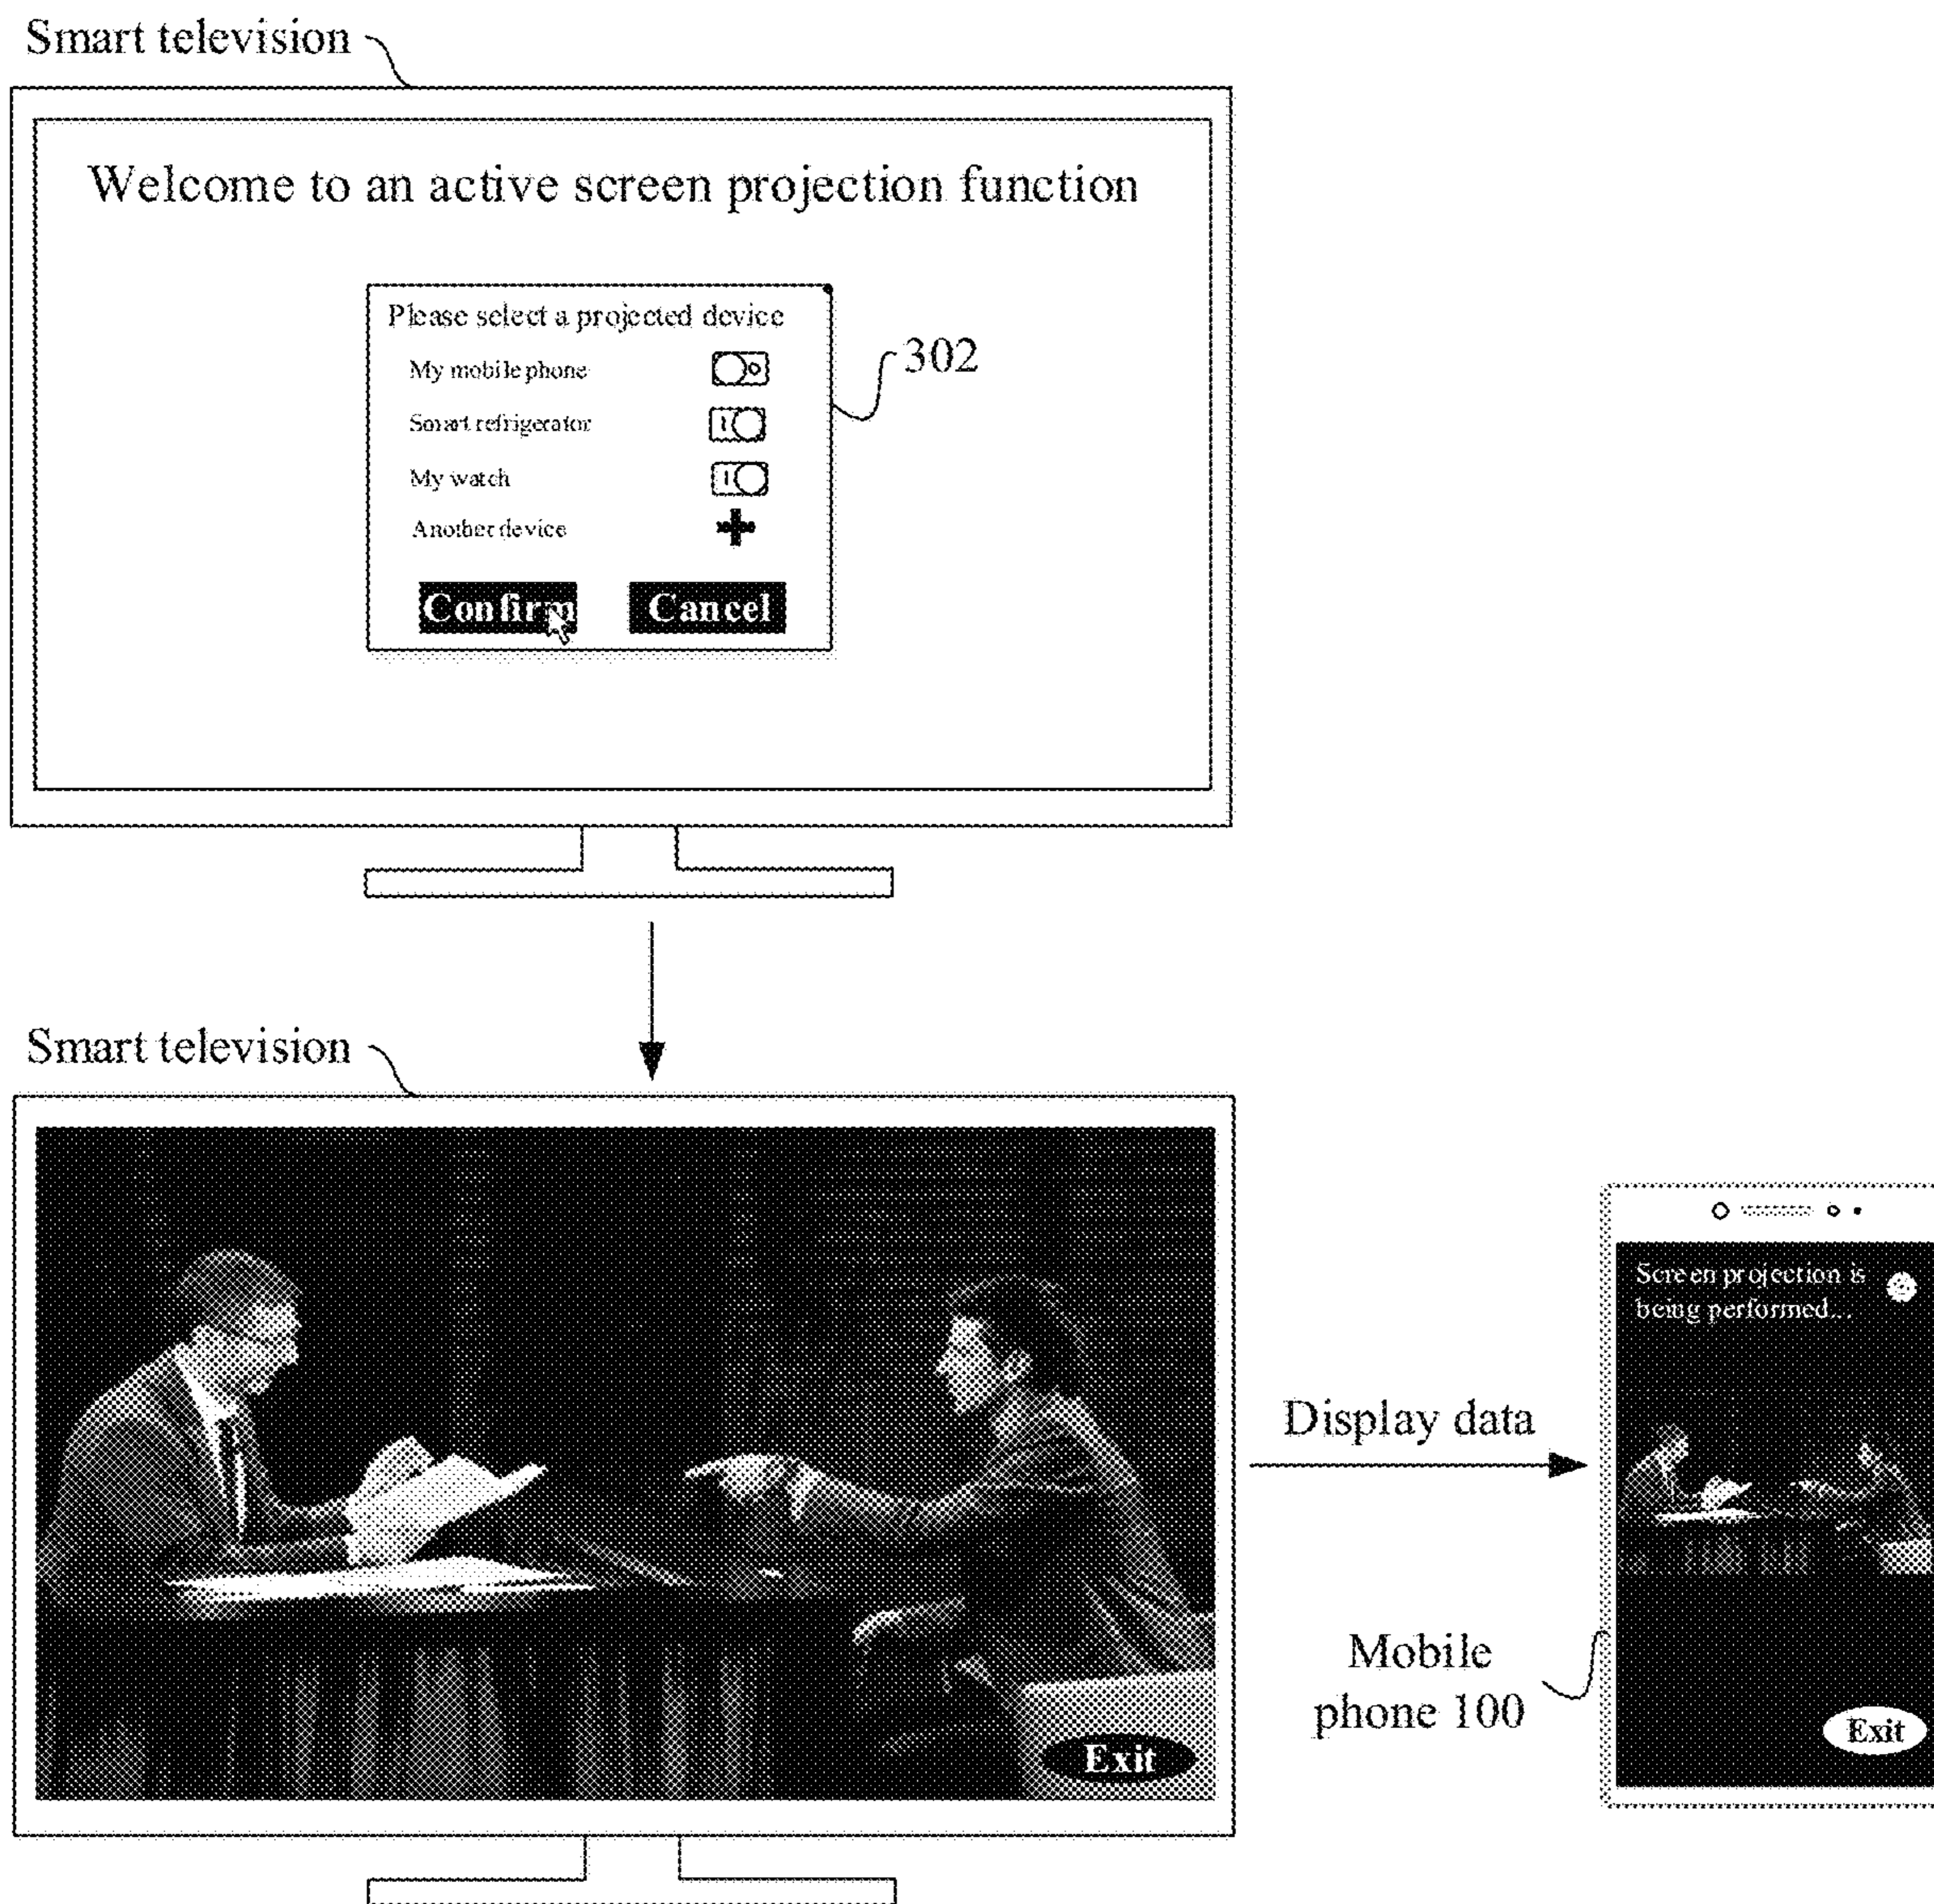 Smart television
Welcome to an active screen projection function
Please select a projected device
My mobile phone
Smart refrigerator
My watch
Another device
Confirm
Cancel
302
Smart television
Display data
Screen projection is
being performed...
Mobile
phone 100
Exit
Exit